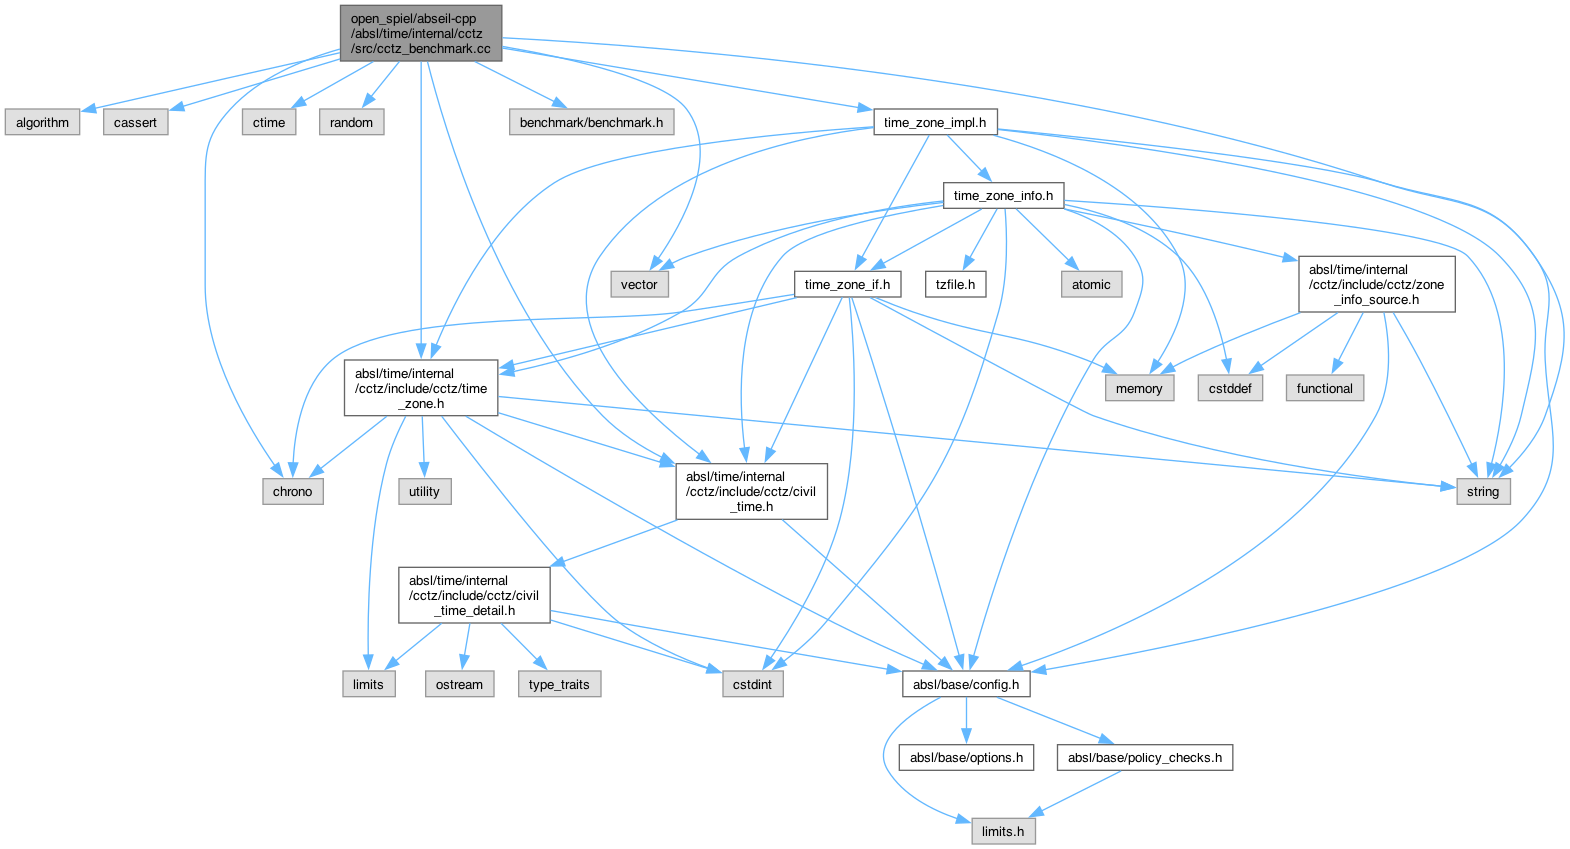 open_spiel/abseil-cpp
/absl/time/internal/cctz
/src/cctz_benchmark.cc
algorithm
cassert
ctime
random
benchmark/benchmark.h
time_zone_impl.h
time_zone_info.h
vector
time_zone_if.h
tzfile.h
atomic
absl/time/internal
/cctz/include/cctz/zone
_info_source.h
absl/time/internal
/cctz/include/cctz/time
_zone.h
memory
cstddef
functional
chrono
utility
absl/time/internal
/cctz/include/cctz/civil
_time.h
string
absl/time/internal
/cctz/include/cctz/civil
_time_detail.h
limits
ostream
type_traits
cstdint
absl/base/config.h
absl/base/options.h
absl/base/policy_checks.h
limits.h